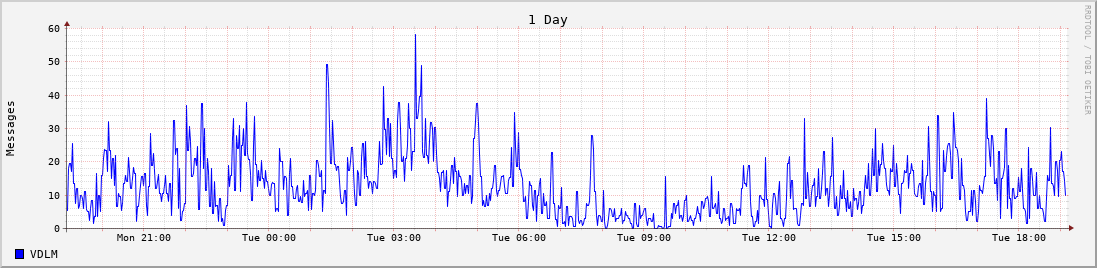 1 Day
RRDTOOL / TOBI OETIKER
Messages
60
50
40
30
20
10
0
Mon 21:00 Tue 00:00 Tue 03:00 Tue 06:00 Tue 09:00 Tue 12:00 Tue 15:00 Tue 18:00
VDLM